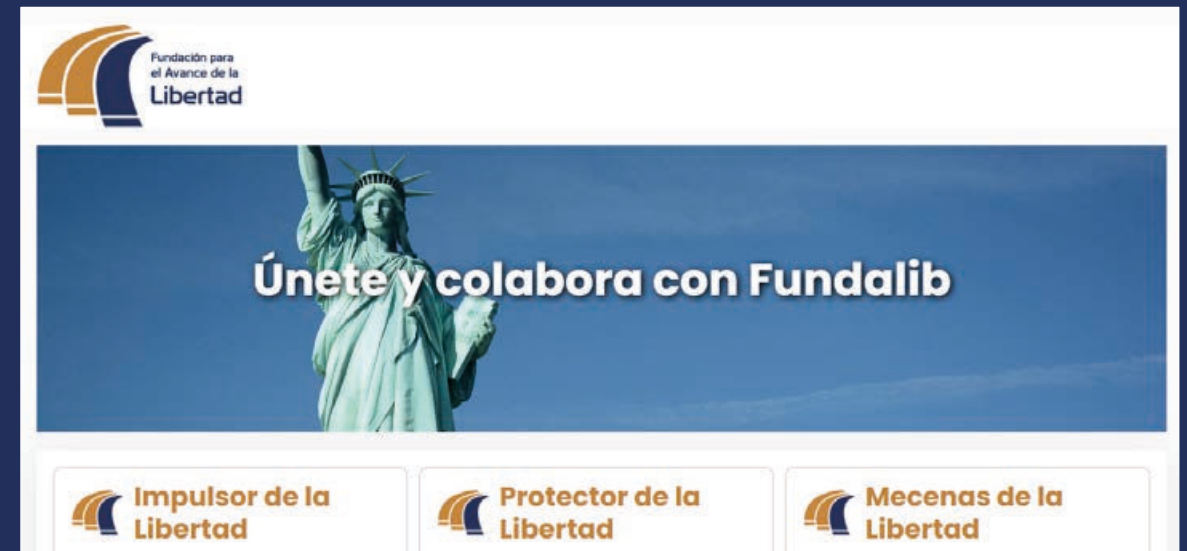 Fundación para
el Avance de la
Libertad
Únete y colabora con Fundalib
Impulsor de la
Libertad
Protector de la
Libertad
Mecenas de la
Libertad